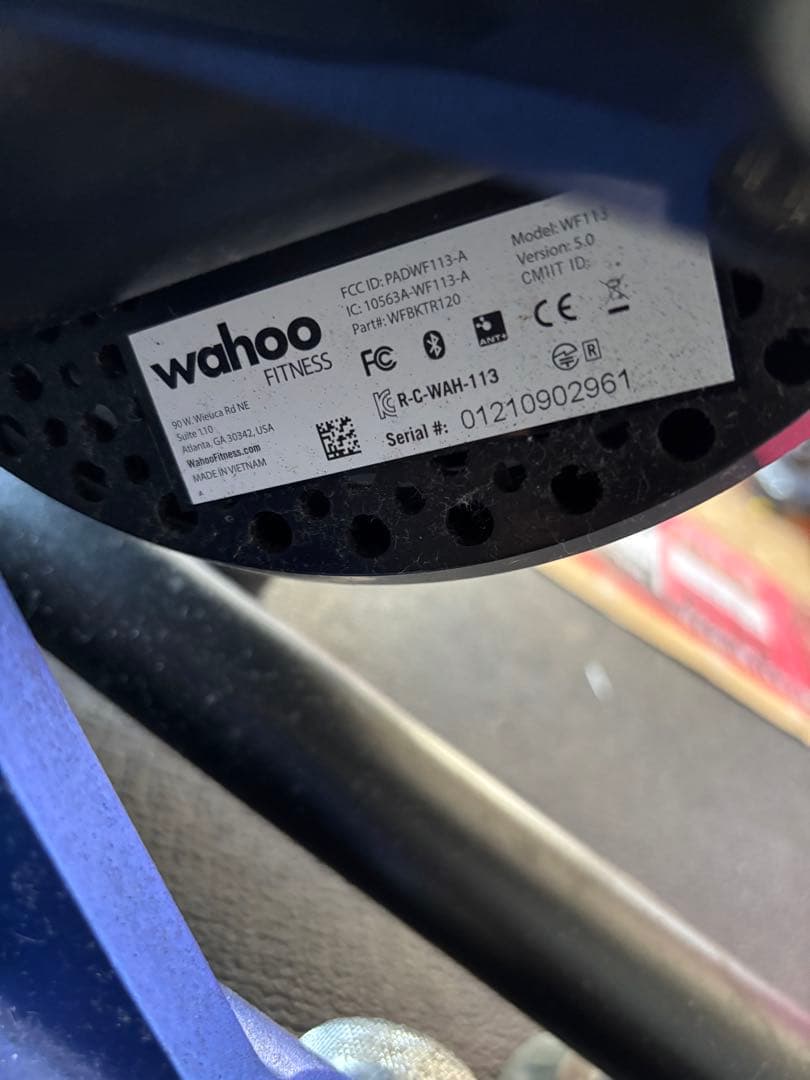 wahoo
FITNESS
90 W. Wieuca Rd NE
Suite 110
Atlanta, GA 30342, USA
WahooFitness.com
MADE IN VIETNAM
FCC ID: PADWF113-A
IC: 10563A-WF113-A
Part#: WFBKTR120
Model: WF113
Version: 5.0
CMIIT ID:
FC
ANT+
CE
R-C-WAH-113
R
Serial #: 01210902961